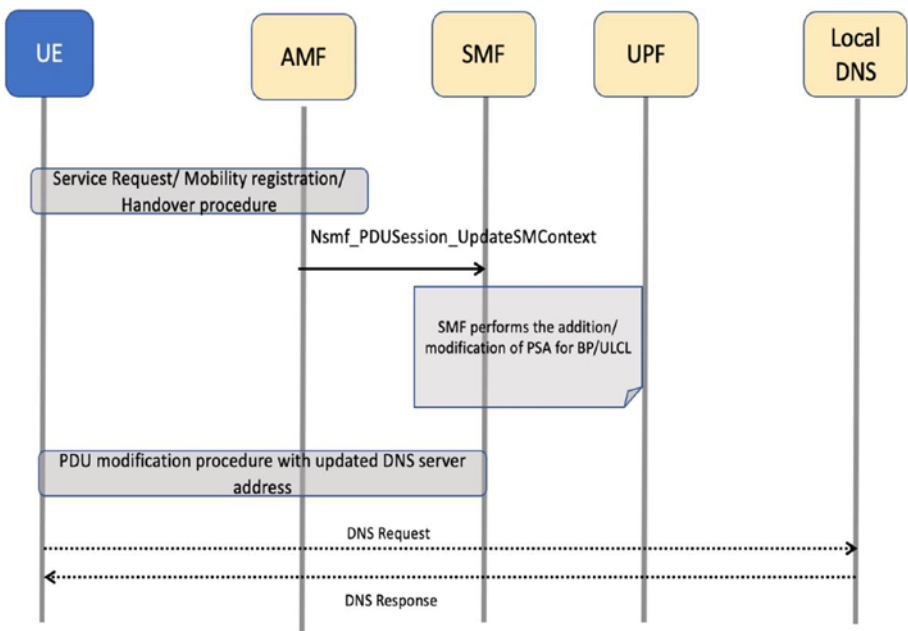 UE
AMF
SMF
UPF
Local
DNS
Service Request/ Mobility registration/
Handover procedure
Nsmf_PDUSession_UpdateSMContext
SMF performs the addition/
modification of PSA for BP/ULCL
PDU modification procedure with updated DNS server
address
DNS Request
DNS Response